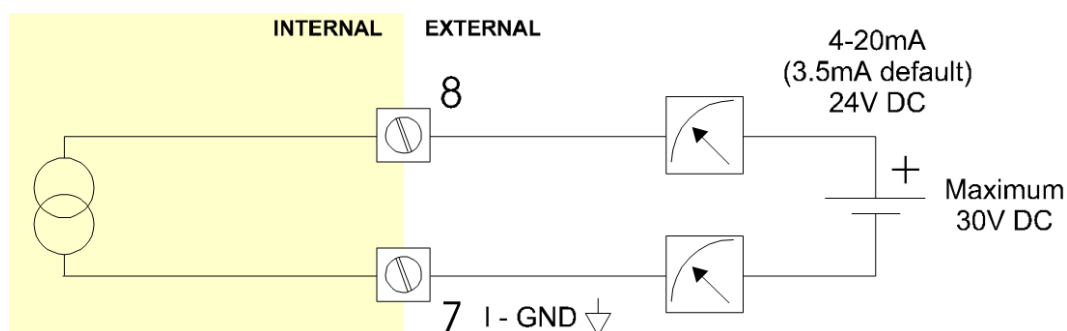 INTERNAL EXTERNAL
8
4-20mA
(3.5mA default)
24V DC
+
Maximum
30V DC
7 I - GND